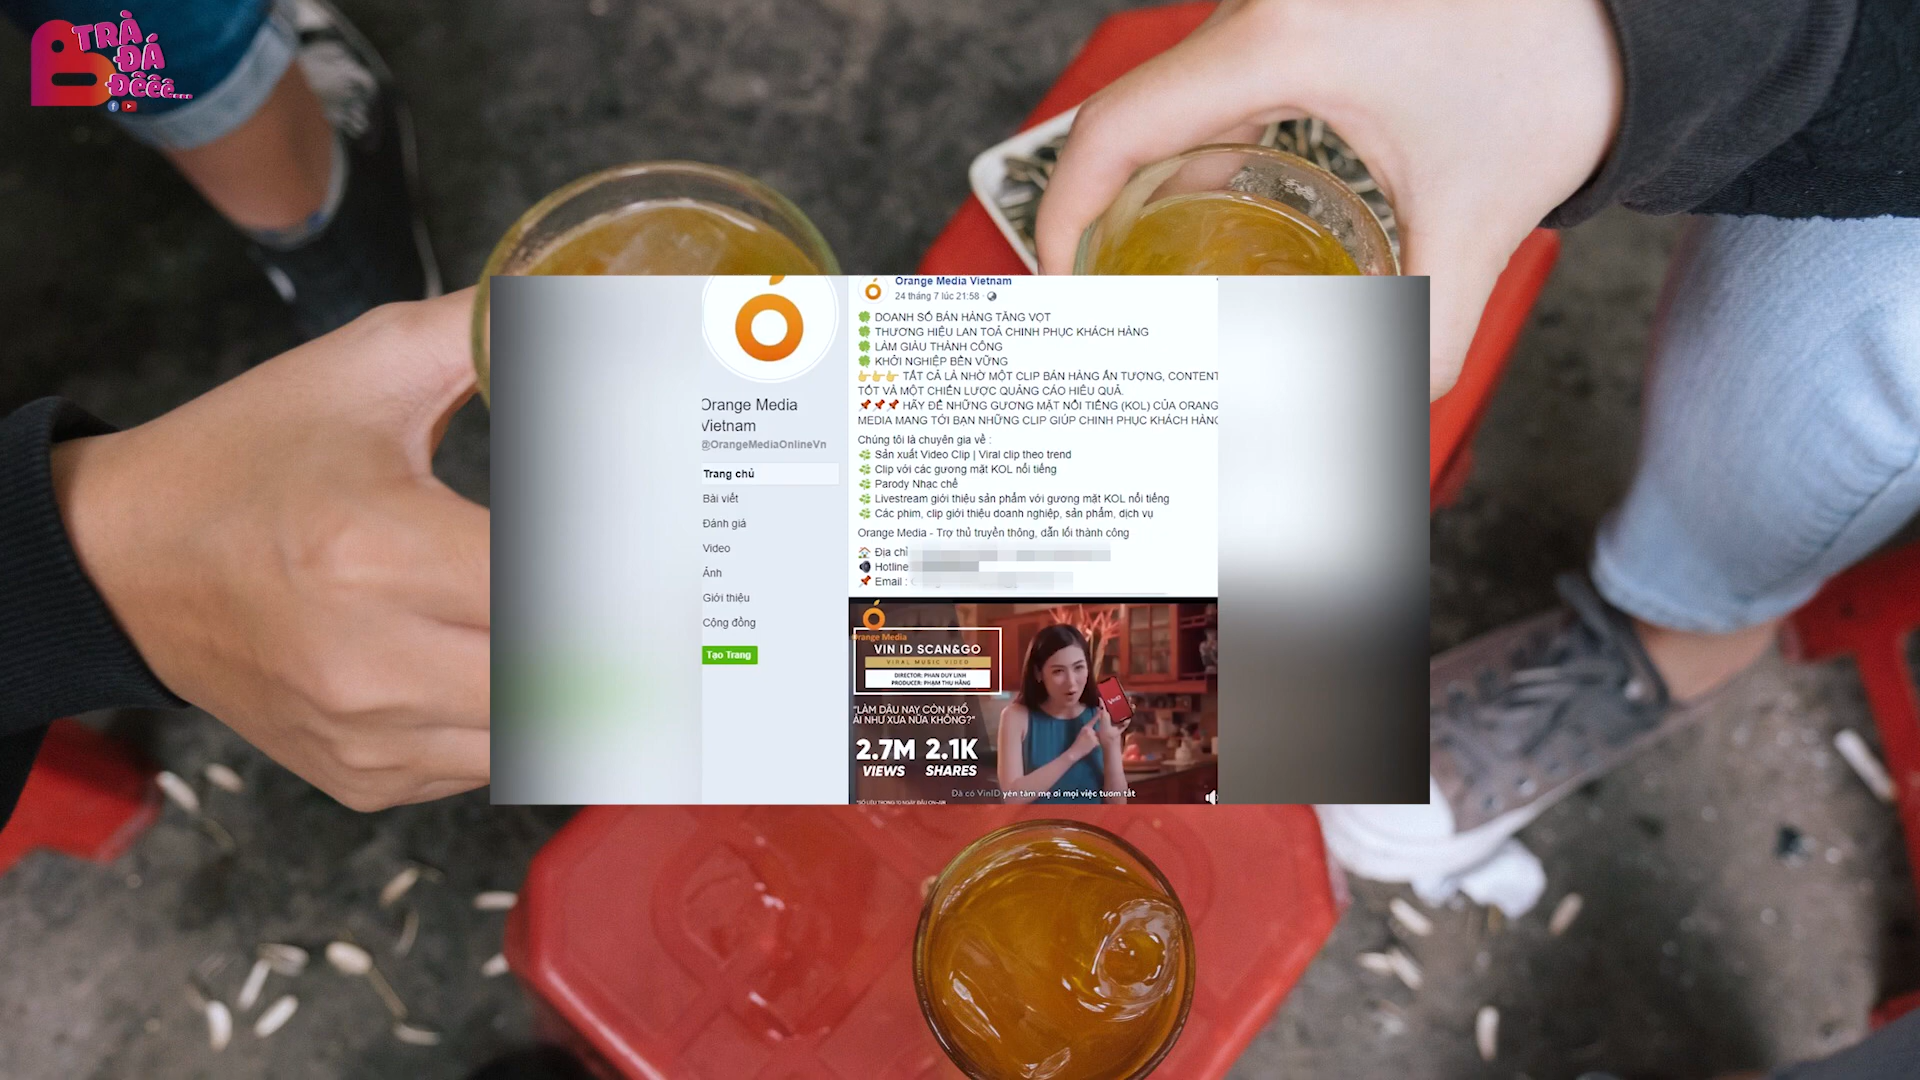 TRÀ
ĐÁ
Đêêê...
Orange Media
Vietnam
@OrangeMediaOnlineVn
Trang chủ
Bài viết
Đánh giá
Video
Ảnh
Giới thiệu
Cộng đồng
Tạo Trang
Orange Media Vietnam
24 tháng 7 lúc 21:58
DOANH SỐ BÁN HÀNG TĂNG VỌT
THƯƠNG HIỆU LAN TOẢ CHINH PHỤC KHÁCH HÀNG
LÀM GIÀU THÀNH CÔNG
KHỞI NGHIỆP BỀN VỮNG
TẤT CẢ LÀ NHỜ MỘT CLIP BÁN HÀNG ẤN TƯỢNG, CONTENT
TỐT VÀ MỘT CHIẾN LƯỢC QUẢNG CÁO HIỆU QUẢ.
HÃY ĐỂ NHỮNG GƯƠNG MẶT NỔI TIẾNG (KOL) CỦA ORANG
MEDIA MANG TỚI BẠN NHỮNG CLIP GIÚP CHINH PHỤC KHÁCH HÀNG
Chúng tôi là chuyên gia về :
Sản xuất Video Clip | Viral clip theo trend
Clip với các gương mặt KOL nổi tiếng
Parody Nhạc chế
Livestream giới thiệu sản phẩm với gương mặt KOL nổi tiếng
Các phim, clip giới thiệu doanh nghiệp, sản phẩm, dịch vụ
Orange Media - Trợ thủ truyền thông, dẫn lối thành công
Địa chỉ
Hotline
Email :
Orange Media
VIN ID SCAN&GO
VIRAL MUSIC VIDEO
DIRECTOR: PHAN DUY LINH
PRODUCER: PHẠM THU HẰNG
"LÀM DÂU NAY CÒN KHỔ
ẢI NHƯ XƯA NỮA KHÔNG?"
2.7M 2.1K
VIEWS SHARES
Dã có VinID yên tâm mẹ ơi mọi việc tươm tất